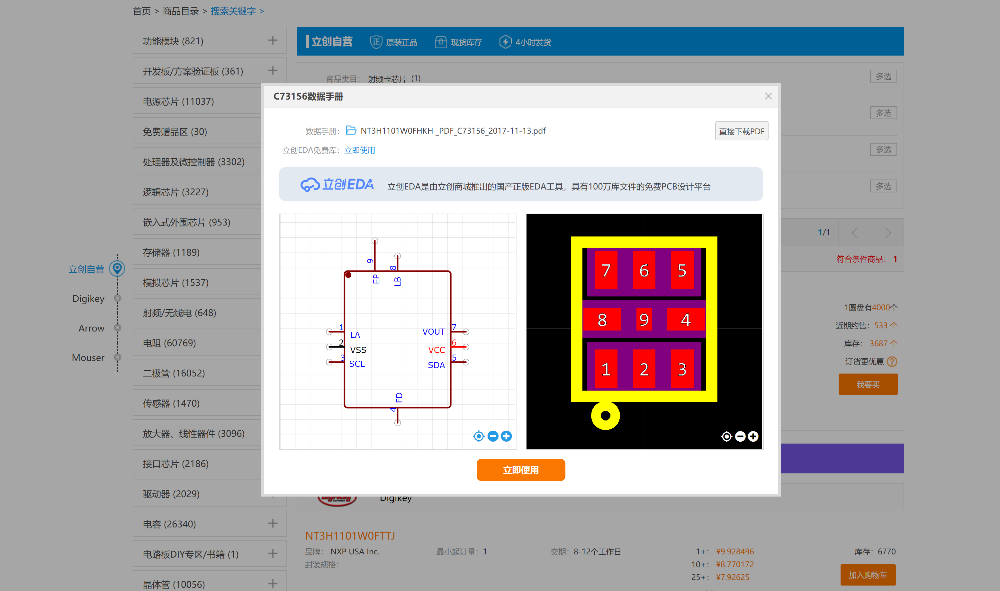 首页 > 商品目录 > 搜索关键字 >
功能模块 (821)
开发板/方案验证板 (361)
电源芯片 (11037)
免费赠品区 (30)
处理器及微控制器 (3302)
逻辑芯片 (3227)
嵌入式外围芯片 (953)
存储器 (1189)
模拟芯片 (1537)
射频/无线电 (648)
电阻 (60769)
二极管 (16052)
传感器 (1470)
放大器、线性器件 (3096)
接口芯片 (2186)
驱动器 (2029)
电容 (26340)
电路板DIY专区/书籍 (1)
晶体管 (10056)
立创自营
Digikey
Arrow
Mouser
立创自营 正 原装正品 现货库存 4小时发货
商品类目： 射频卡芯片 (1) 多选
多选
多选
多选
C73156数据手册
数据手册： NT3H1101W0FHKH _PDF_C73156_2017-11-13.pdf 直接下载PDF
立创EDA免费库： 立即使用
立创EDA 立创EDA是由立创商城推出的国产正版EDA工具，具有100万库文件的免费PCB设计平台
9
8
EP
LB
1
LA
2
VSS
3
SCL
VOUT
7
VCC
6
SDA
5
FD
4
7 6 5
8 9 4
1 2 3
立即使用
1/1
符合条件商品： 1
1圆盘有4000个
近期约售： 533 个
库存： 3687 个
订货更优惠 ?
我要买
Digikey
NT3H1101W0FTTJ
品牌： NXP USA Inc. 最小起订量：1 交期：8-12个工作日 1+： ¥9.928496 库存：6770
封装规格： - 10+： ¥8.770172
25+： ¥7.92625
加入购物车